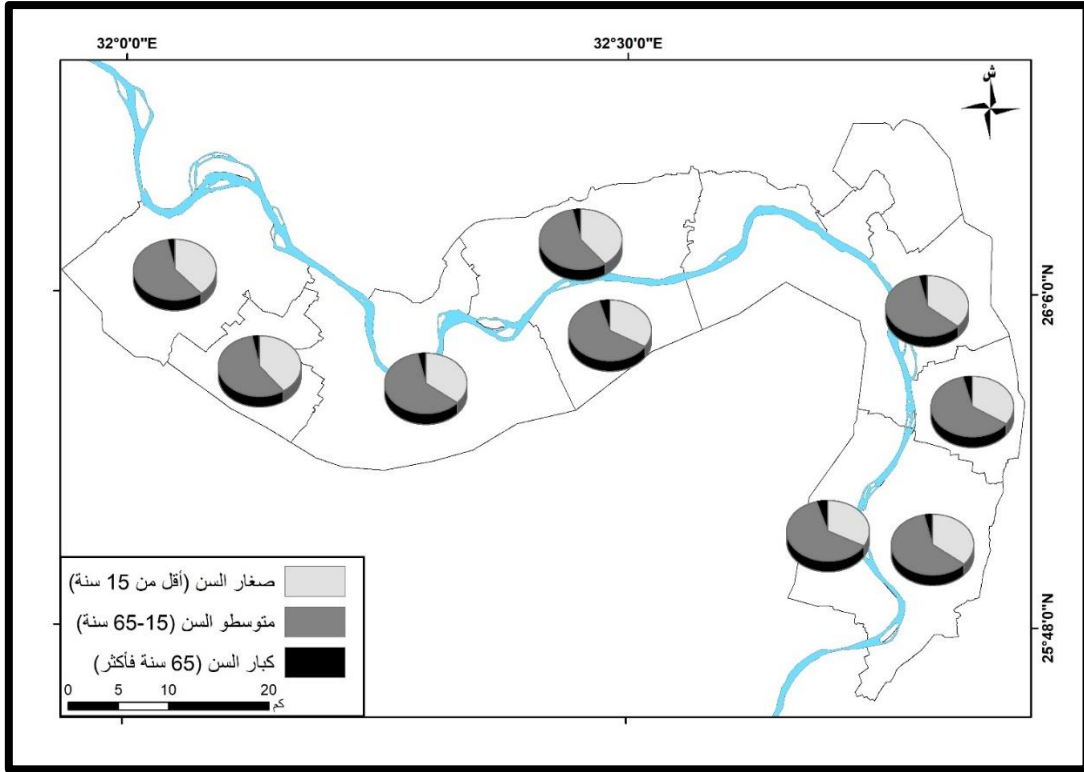 32°0'0"E
32°30'0"E
ش
26°6'0"N
25°48'0"N
صغار السن (أقل من 15 سنة)
متوسطو السن (15-65 سنة)
كبار السن (65 سنة فأكثر)
0 5 10 20
كم